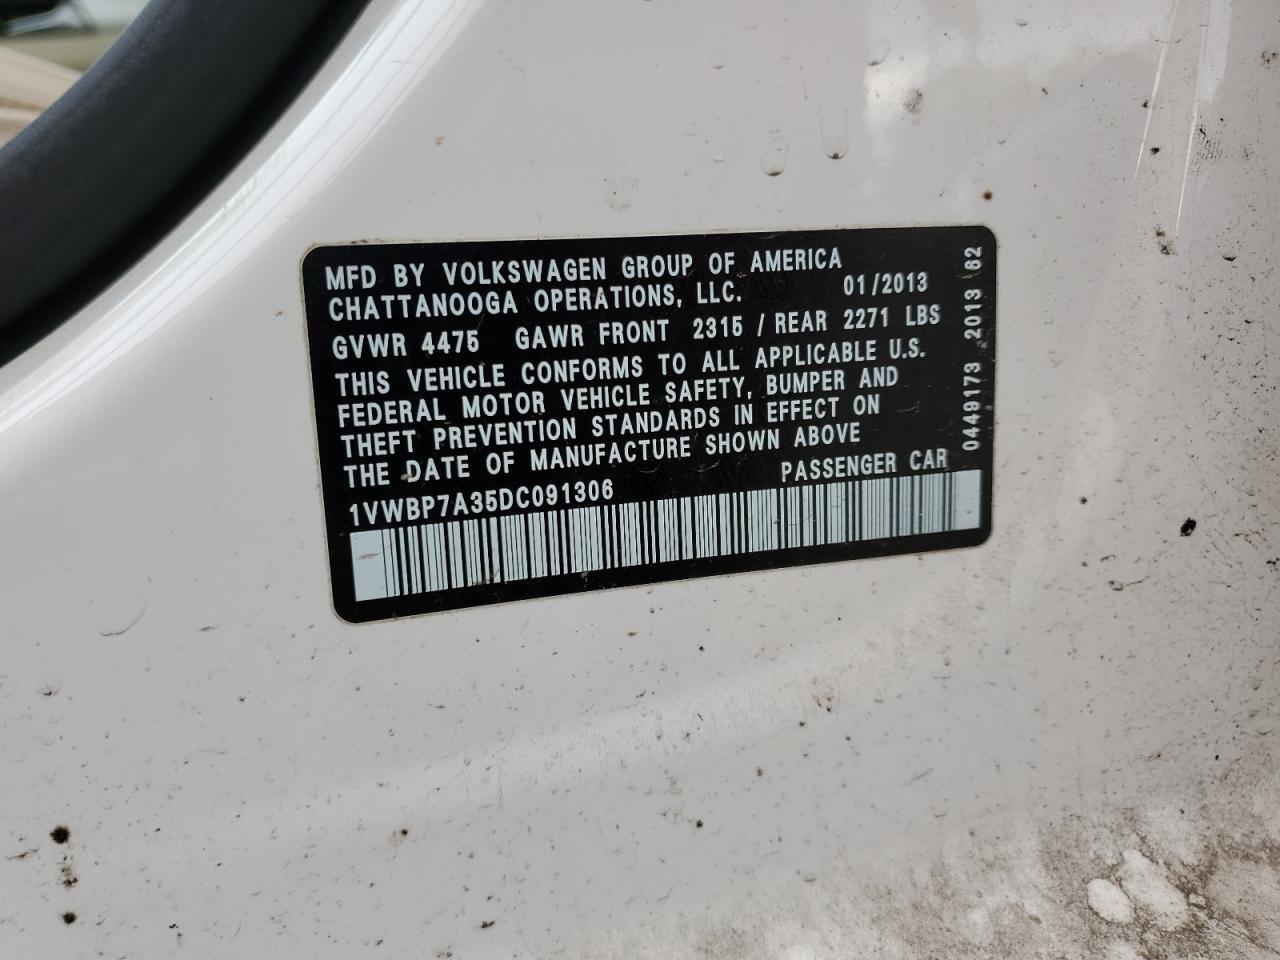 MFD BY VOLKSWAGEN GROUP OF AMERICA
CHATTANOOGA OPERATIONS, LLC. 01/2013
GVWR 4475 GAWR FRONT 2315 / REAR 2271 LBS
THIS VEHICLE CONFORMS TO ALL APPLICABLE U.S.
FEDERAL MOTOR VEHICLE SAFETY, BUMPER AND
THEFT PREVENTION STANDARDS IN EFFECT ON
THE DATE OF MANUFACTURE SHOWN ABOVE
1VWBP7A35DC091306 PASSENGER CAR
0449173 2013 62